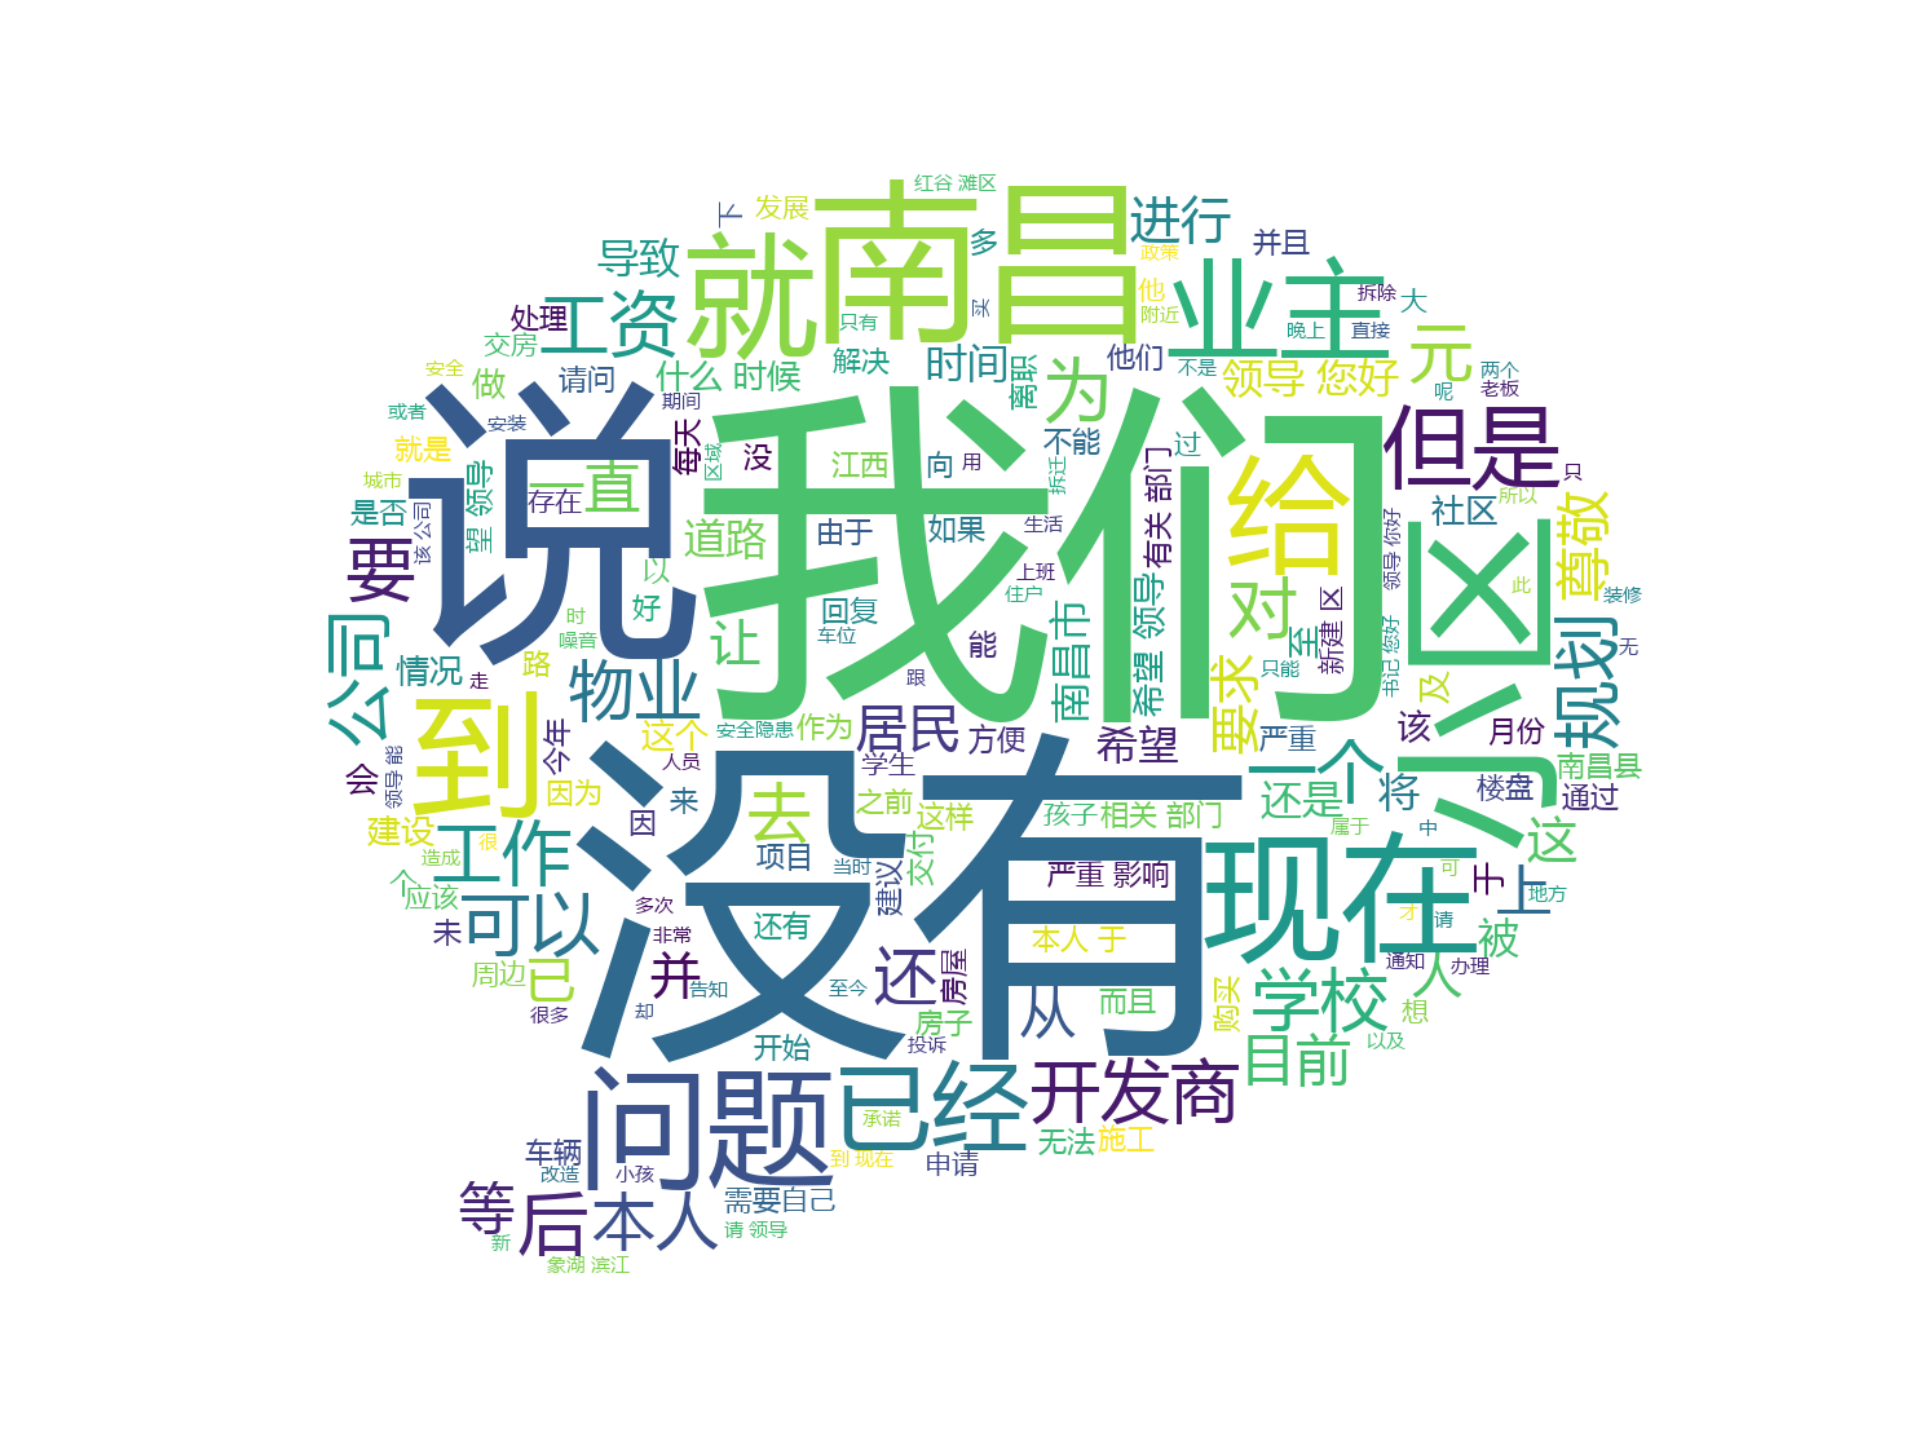 红谷 滩区
下
发展
南昌
多
进行
并且
导致
就
政策
业主
工资
处理
买
他
附近
拆除
大
交房
只有
晚上
直接
安全
做
请问
什么 时候
解决
时间
离职
为
他们
不是
领导 您好
元
呢
两个
老板
或者
安装
期间
说
我们
给
但是
只
就是
每天
区域
没
不能
过
城市
望 领导
存在
一直
江西
向
用
拆迁
有关 部门
社区
所以
尊敬
是否
该 公司
道路
由于
如果
生活
领导 你好
小区
要
以
上班
对
此
时
好
回复
住户
希望 领导
新建 区
装修
公司
噪音
让
车位
能
南昌市
至
只能
书记 您好
规划
无
情况
走
路
物业
跟
要求
及
到
今年
这个
安全隐患
作为
居民
方便
希望
严重
该
月份
会
领导 能
人员
学生
没有
一个
将
楼盘
南昌县
通过
因为
因
来
去
之前
这样
孩子
相关 部门
还是
属于
中
这
建设
很
造成
工作
项目
当时
建议
交付
严重 影响
现在
可
于
上
地方
个
应该
可以
多次
还有
才
请
未
非常
本人 于
被
周边
已
并
告知
至今
还
房屋
从
而且
购买
学校
通知
人
办理
很多
却
房子
想
开始
投诉
目前
以及
问题
已经
承诺
开发商
无法
施工
车辆
改造
小孩
到 现在
申请
等
后
本人
需要
自己
请 领导
新
象湖 滨江